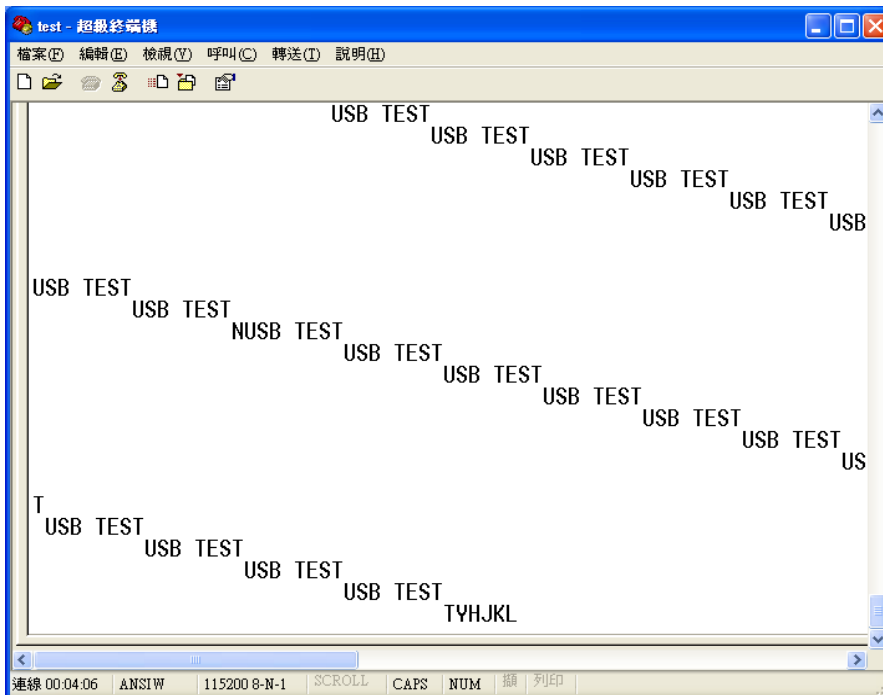 test - 超級終端機
檔案(F) 編輯(E) 檢視(V) 呼叫(C) 轉送(T) 說明(H)
USB TEST
USB TEST
USB TEST
USB TEST
USB TEST
USB
USB TEST
USB TEST
NUSB TEST
USB TEST
USB TEST
USB TEST
USB TEST
USB TEST
US
T
USB TEST
USB TEST
USB TEST
USB TEST
TYHJKL
連線 00:04:06 ANSIW 115200 8-N-1 SCROLL CAPS NUM 擷 列印